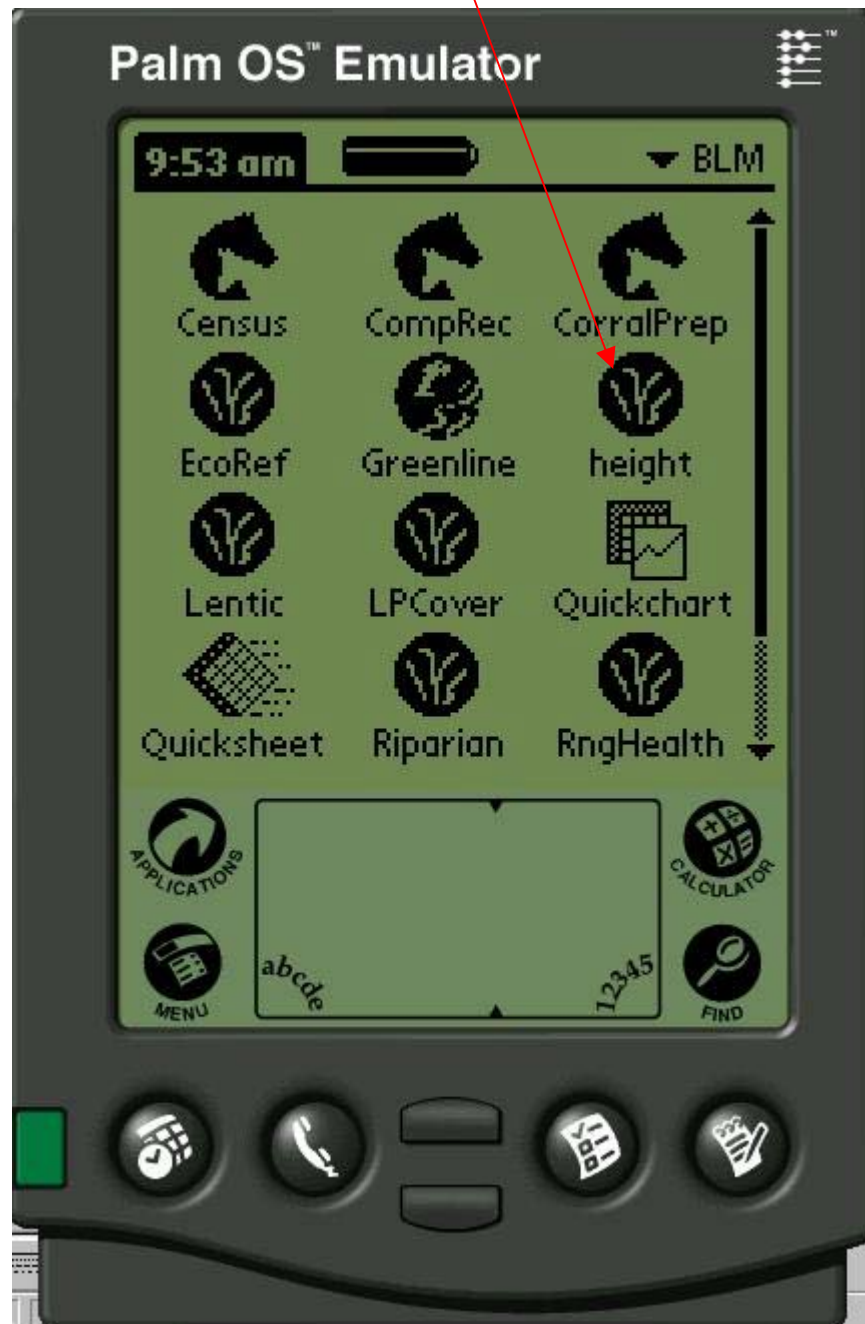 Palm OS™ Emulator ™
9:53 am BLM
Census CompRec CorralPrep
EcoRef Greenline height
Lentic LPCover Quickchart
Quicksheet Riparian RngHealth
APPLICATIONS CALCULATOR
abcde 12345
MENU FIND